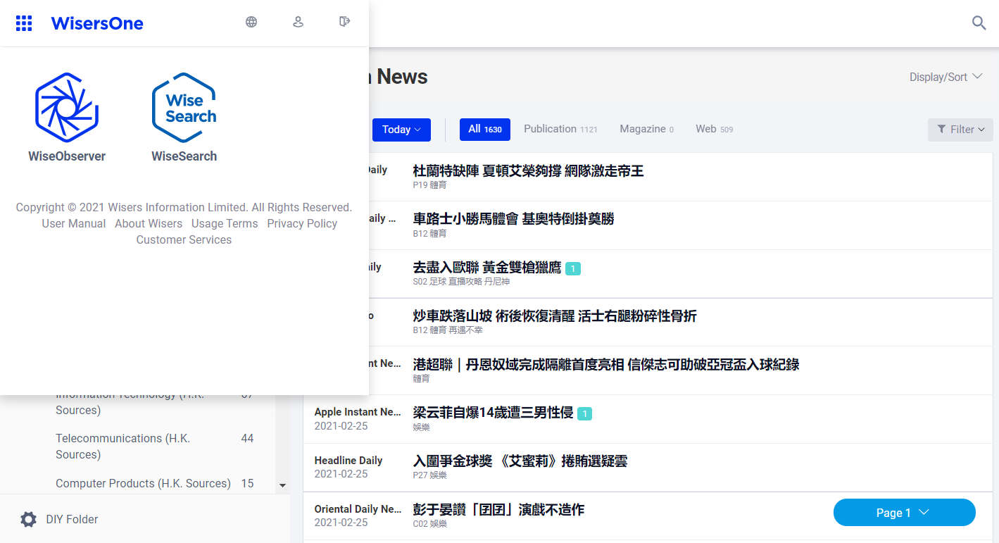 WisersOne
Wise
Search
WiseObserver
WiseSearch
Copyright © 2021 Wisers Information Limited. All Rights Reserved.
User Manual About Wisers Usage Terms Privacy Policy
Customer Services
Information Technology (H.K.
Sources)
Telecommunications (H.K. 44
Sources)
Computer Products (H.K. Sources) 15
DIY Folder
News
Display/Sort
Today
All 1630
Publication 1121
Magazine 0
Web 509
Filter
Daily
杜蘭特缺陣 夏頓艾榮夠撐 網隊激走帝王
P19 體育
aily ...
車路士小勝馬體會 基奧特倒掛奠勝
B12 體育
ily
去盡入歐聯 黃金雙槍獵鷹 1
S02 足球 直播攻略 丹尼神
o
炒車跌落山坡 術後恢復清醒 活士右腿粉碎性骨折
B12 體育 再遇不幸
nt Ne...
港超聯｜丹恩奴域完成隔離首度亮相 信傑志可助破亞冠盃入球紀錄
體育
Apple Instant Ne...
2021-02-25
梁云菲自爆14歲遭三男性侵 1
娛樂
Headline Daily
2021-02-25
入圍爭金球獎 《艾蜜莉》捲賄選疑雲
P27 娛樂
Oriental Daily Ne...
2021-02-25
彭于晏讚「囝囝」演戲不造作
C02 娛樂
Page 1